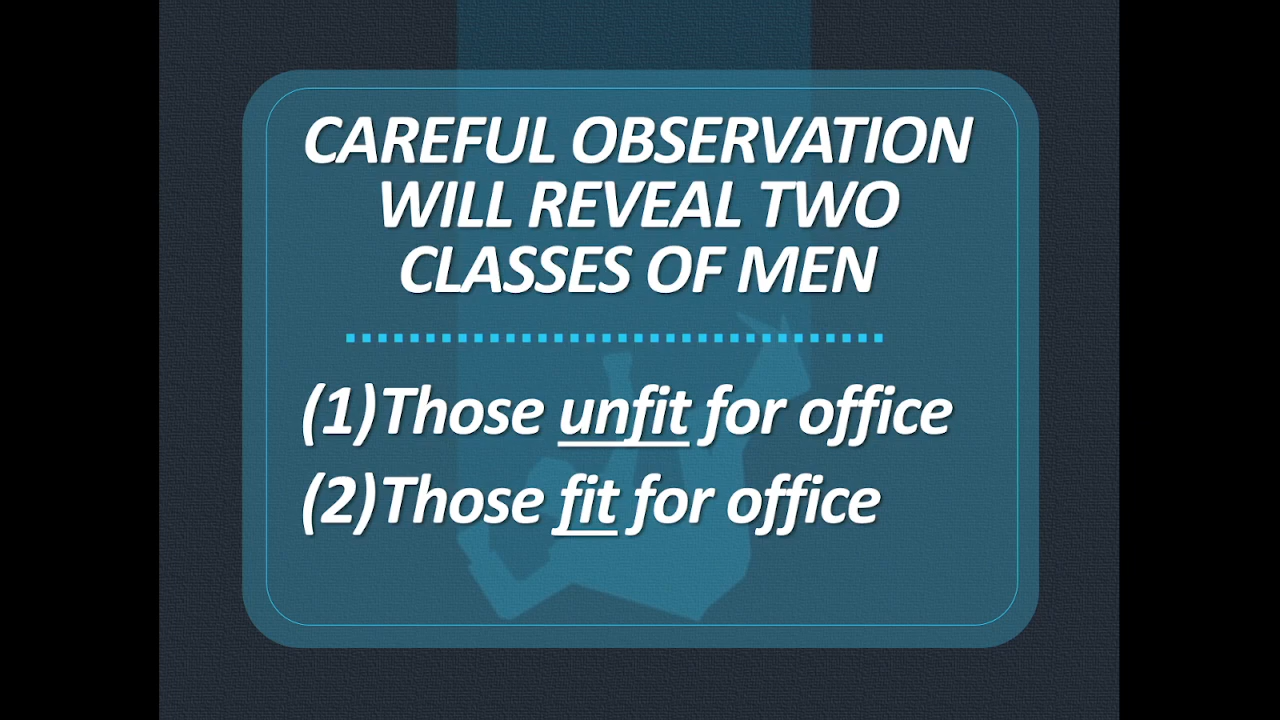 CAREFUL OBSERVATION
WILL REVEAL TWO
CLASSES OF MEN
(1)Those unfit for office
(2)Those fit for office